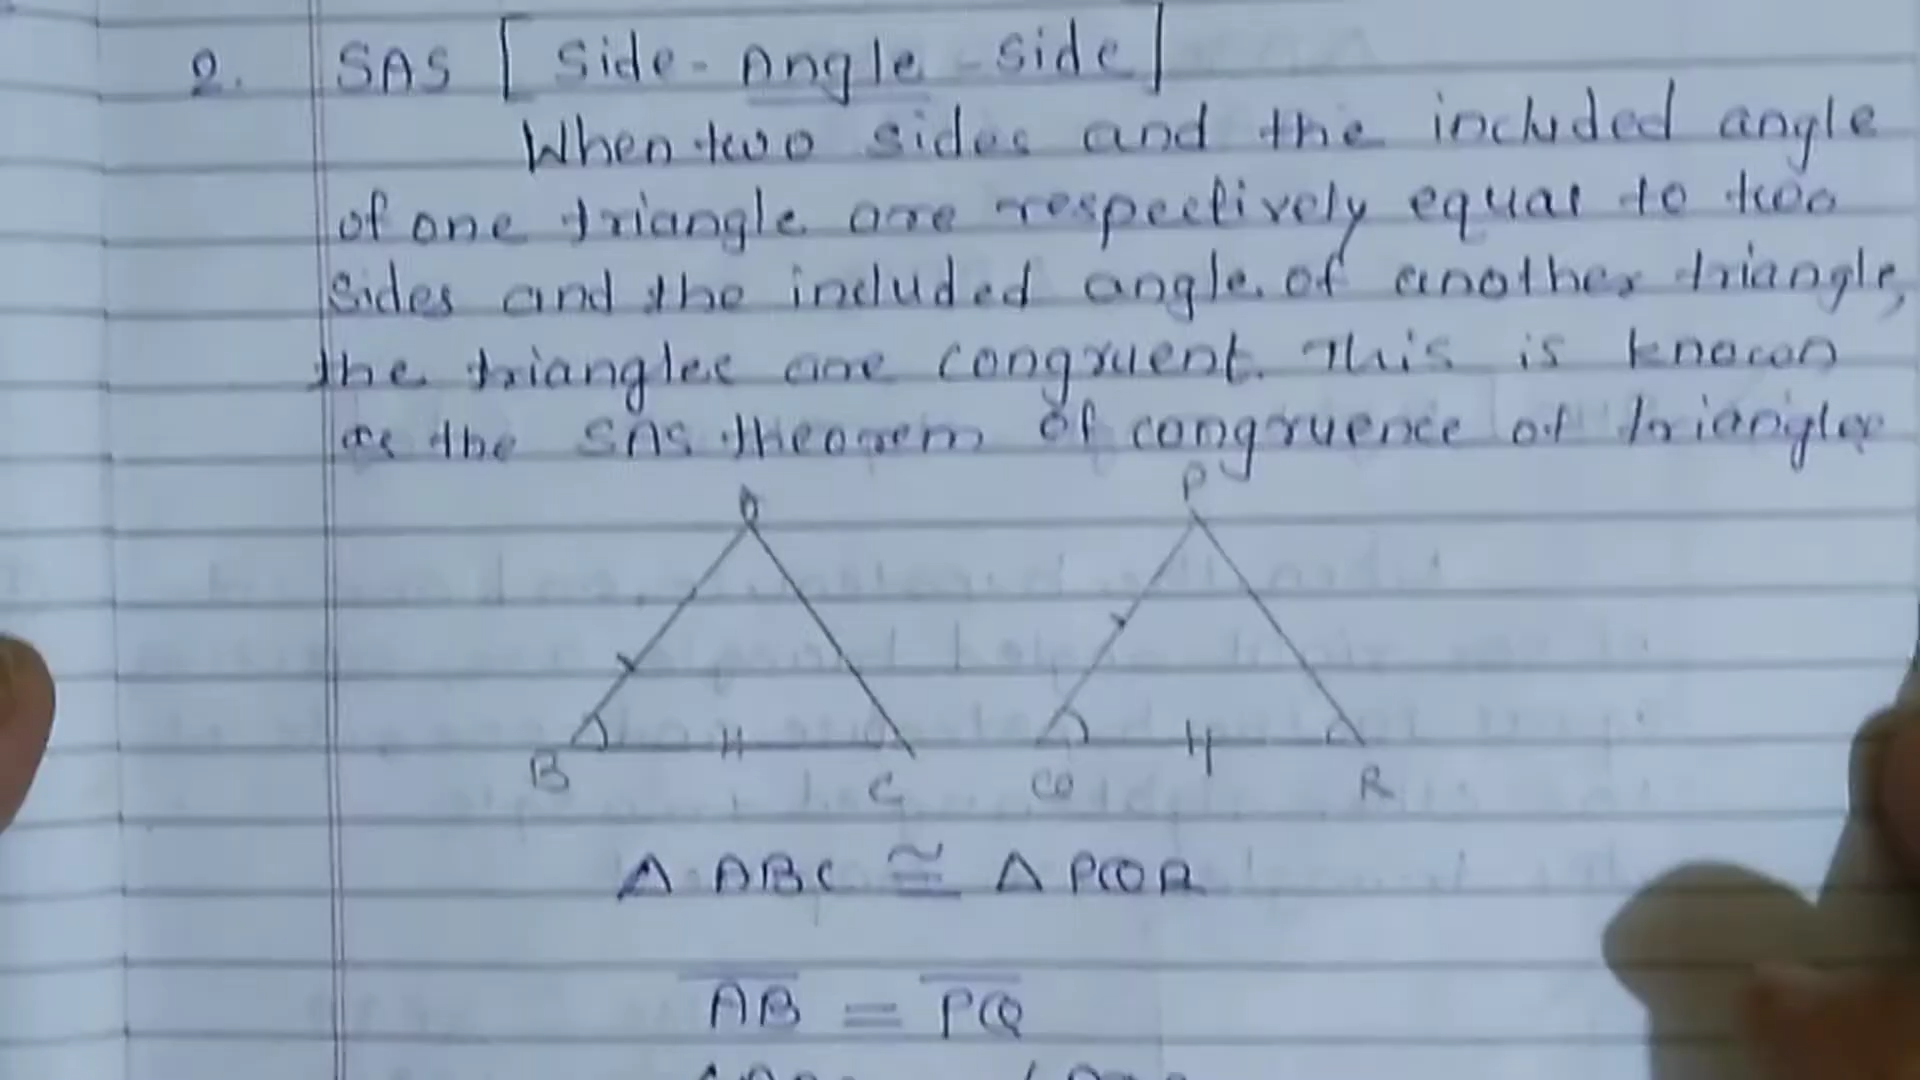 2. SAS [Side-Angle-Side]
When two sides and the included angle
of one triangle are respectively equal to two
sides and the included angle of another triangle,
the triangles are congruent. This is known
as the SAS theorem of congruence of triangles
A P
B C Q R
Δ ABC ≅ Δ PQR
AB = PQ